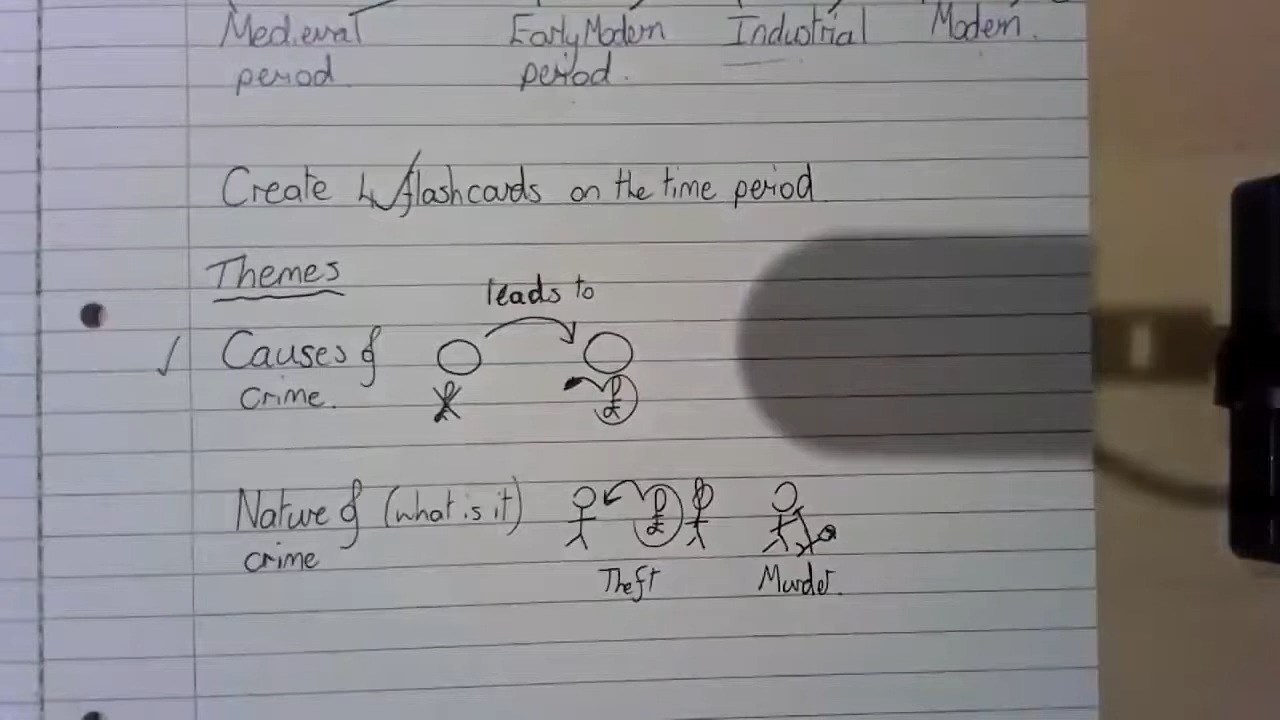 Medieval Early Modern Industrial Modern.
period period.
Create 4 flashcards on the time period
Themes
leads to
Causes of
crime.
Nature of (what is it)
crime
Theft Murder.